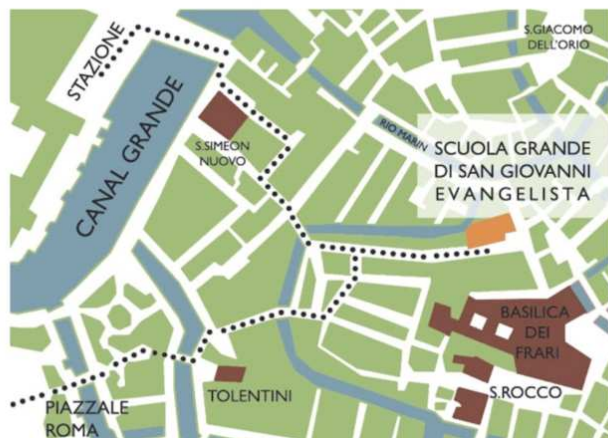 STAZIONE
S.GIACOMO
DELL'ORIO
CANAL GRANDE
RIO MARIN
S.SIMEON
NUOVO
SCUOLA GRANDE
DI SAN GIOVANNI
EVANGELISTA
BASILICA
DEI
FRARI
TOLENTINI
S.ROCCO
PIAZZALE
ROMA